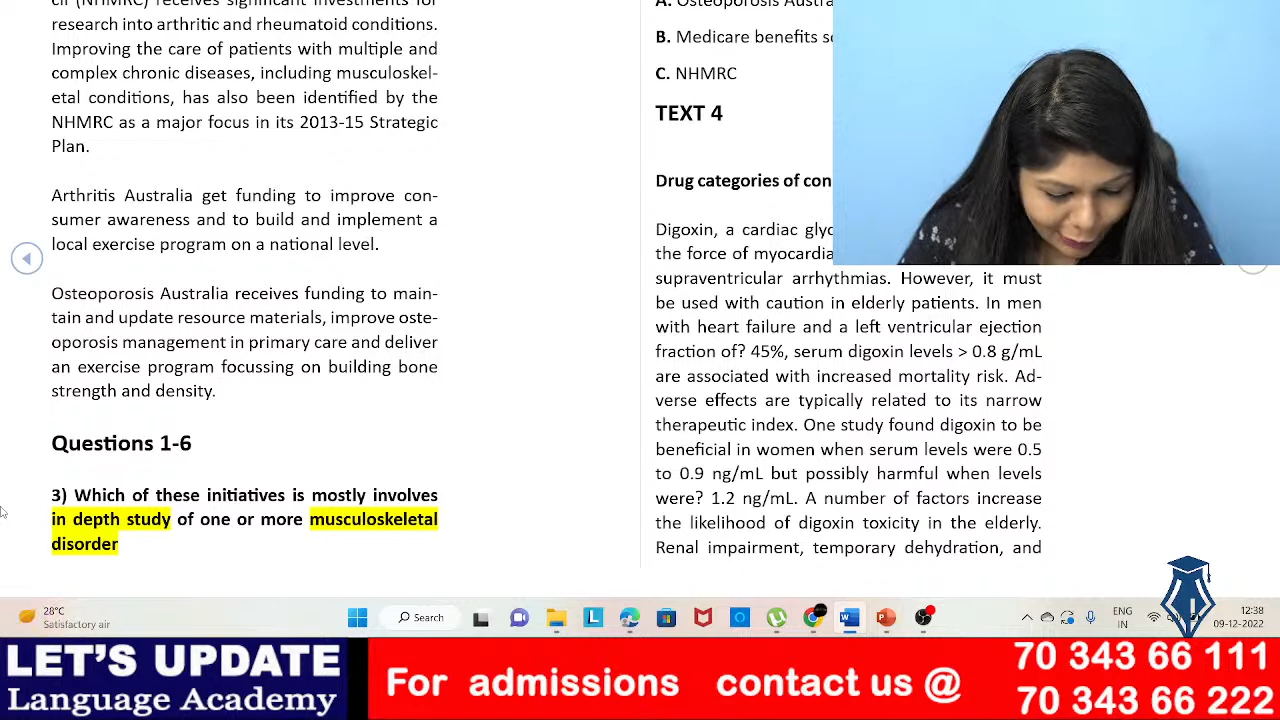 cil (NHMRC) receives significant investments for
research into arthritic and rheumatoid conditions.
Improving the care of patients with multiple and
complex chronic diseases, including musculoskel-
etal conditions, has also been identified by the
NHMRC as a major focus in its 2013-15 Strategic
Plan.
Arthritis Australia get funding to improve con-
sumer awareness and to build and implement a
local exercise program on a national level.
Osteoporosis Australia receives funding to main-
tain and update resource materials, improve oste-
oporosis management in primary care and deliver
an exercise program focussing on building bone
strength and density.
Questions 1-6
3) Which of these initiatives is mostly involves
in depth study of one or more musculoskeletal
disorder
A. Osteoporosis Austra
B. Medicare benefits s
C. NHMRC
TEXT 4
Drug categories of con
Digoxin, a cardiac glyc
the force of myocardia
supraventricular arrhythmias. However, it must
be used with caution in elderly patients. In men
with heart failure and a left ventricular ejection
fraction of? 45%, serum digoxin levels > 0.8 g/mL
are associated with increased mortality risk. Ad-
verse effects are typically related to its narrow
therapeutic index. One study found digoxin to be
beneficial in women when serum levels were 0.5
to 0.9 ng/mL but possibly harmful when levels
were? 1.2 ng/mL. A number of factors increase
the likelihood of digoxin toxicity in the elderly.
Renal impairment, temporary dehydration, and
28°C
Satisfactory air
Search
ENG
IN
12:38
09-12-2022
LET'S UPDATE
Language Academy
For admissions contact us @
70 343 66 111
70 343 66 222